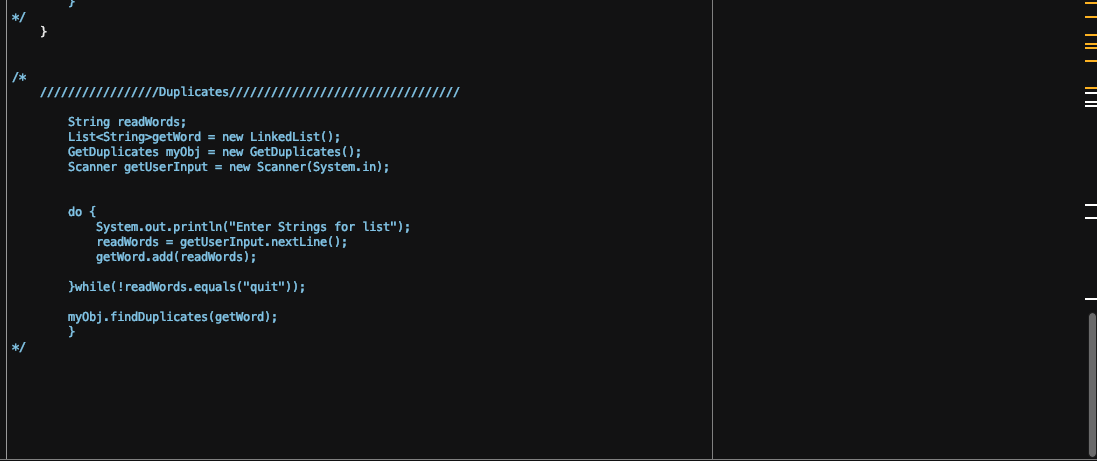 }
*/
}
/*
/////////////////Duplicates/////////////////////////////////
String readWords;
List<String>getWord = new LinkedList();
GetDuplicates myObj = new GetDuplicates();
Scanner getUserInput = new Scanner(System.in);
do {
System.out.println("Enter Strings for list");
readWords = getUserInput.nextLine();
getWord.add(readWords);
}while(!readWords.equals("quit"));
myObj.findDuplicates(getWord);
}
*/